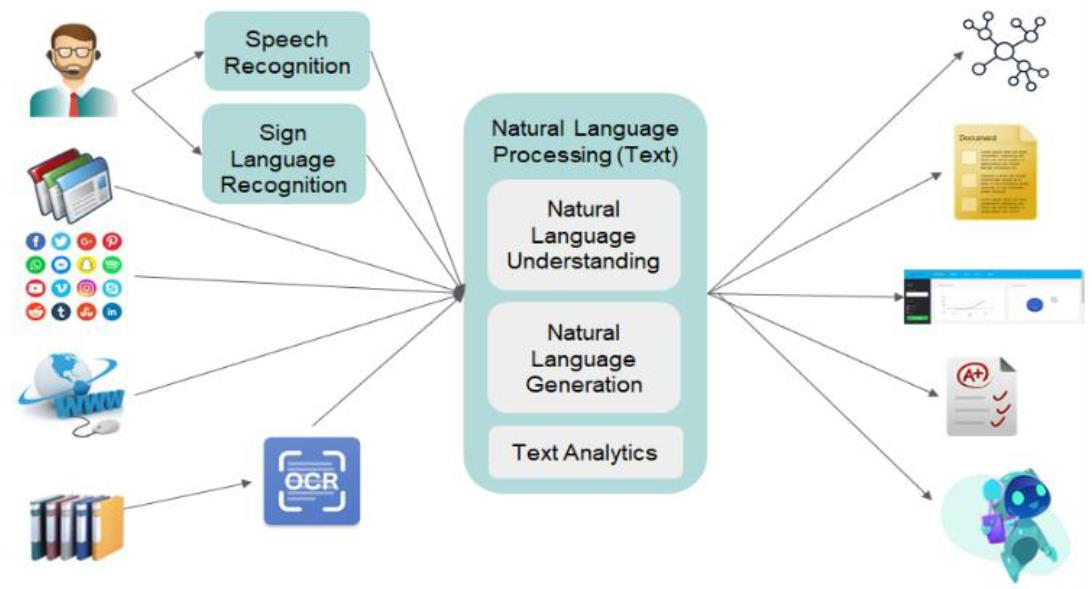 Speech
Recognition
Sign
Language
Recognition
Natural Language
Processing (Text)
Natural
Language
Understanding
Natural
Language
Generation
Text Analytics
WWW
OCR
Document
A+